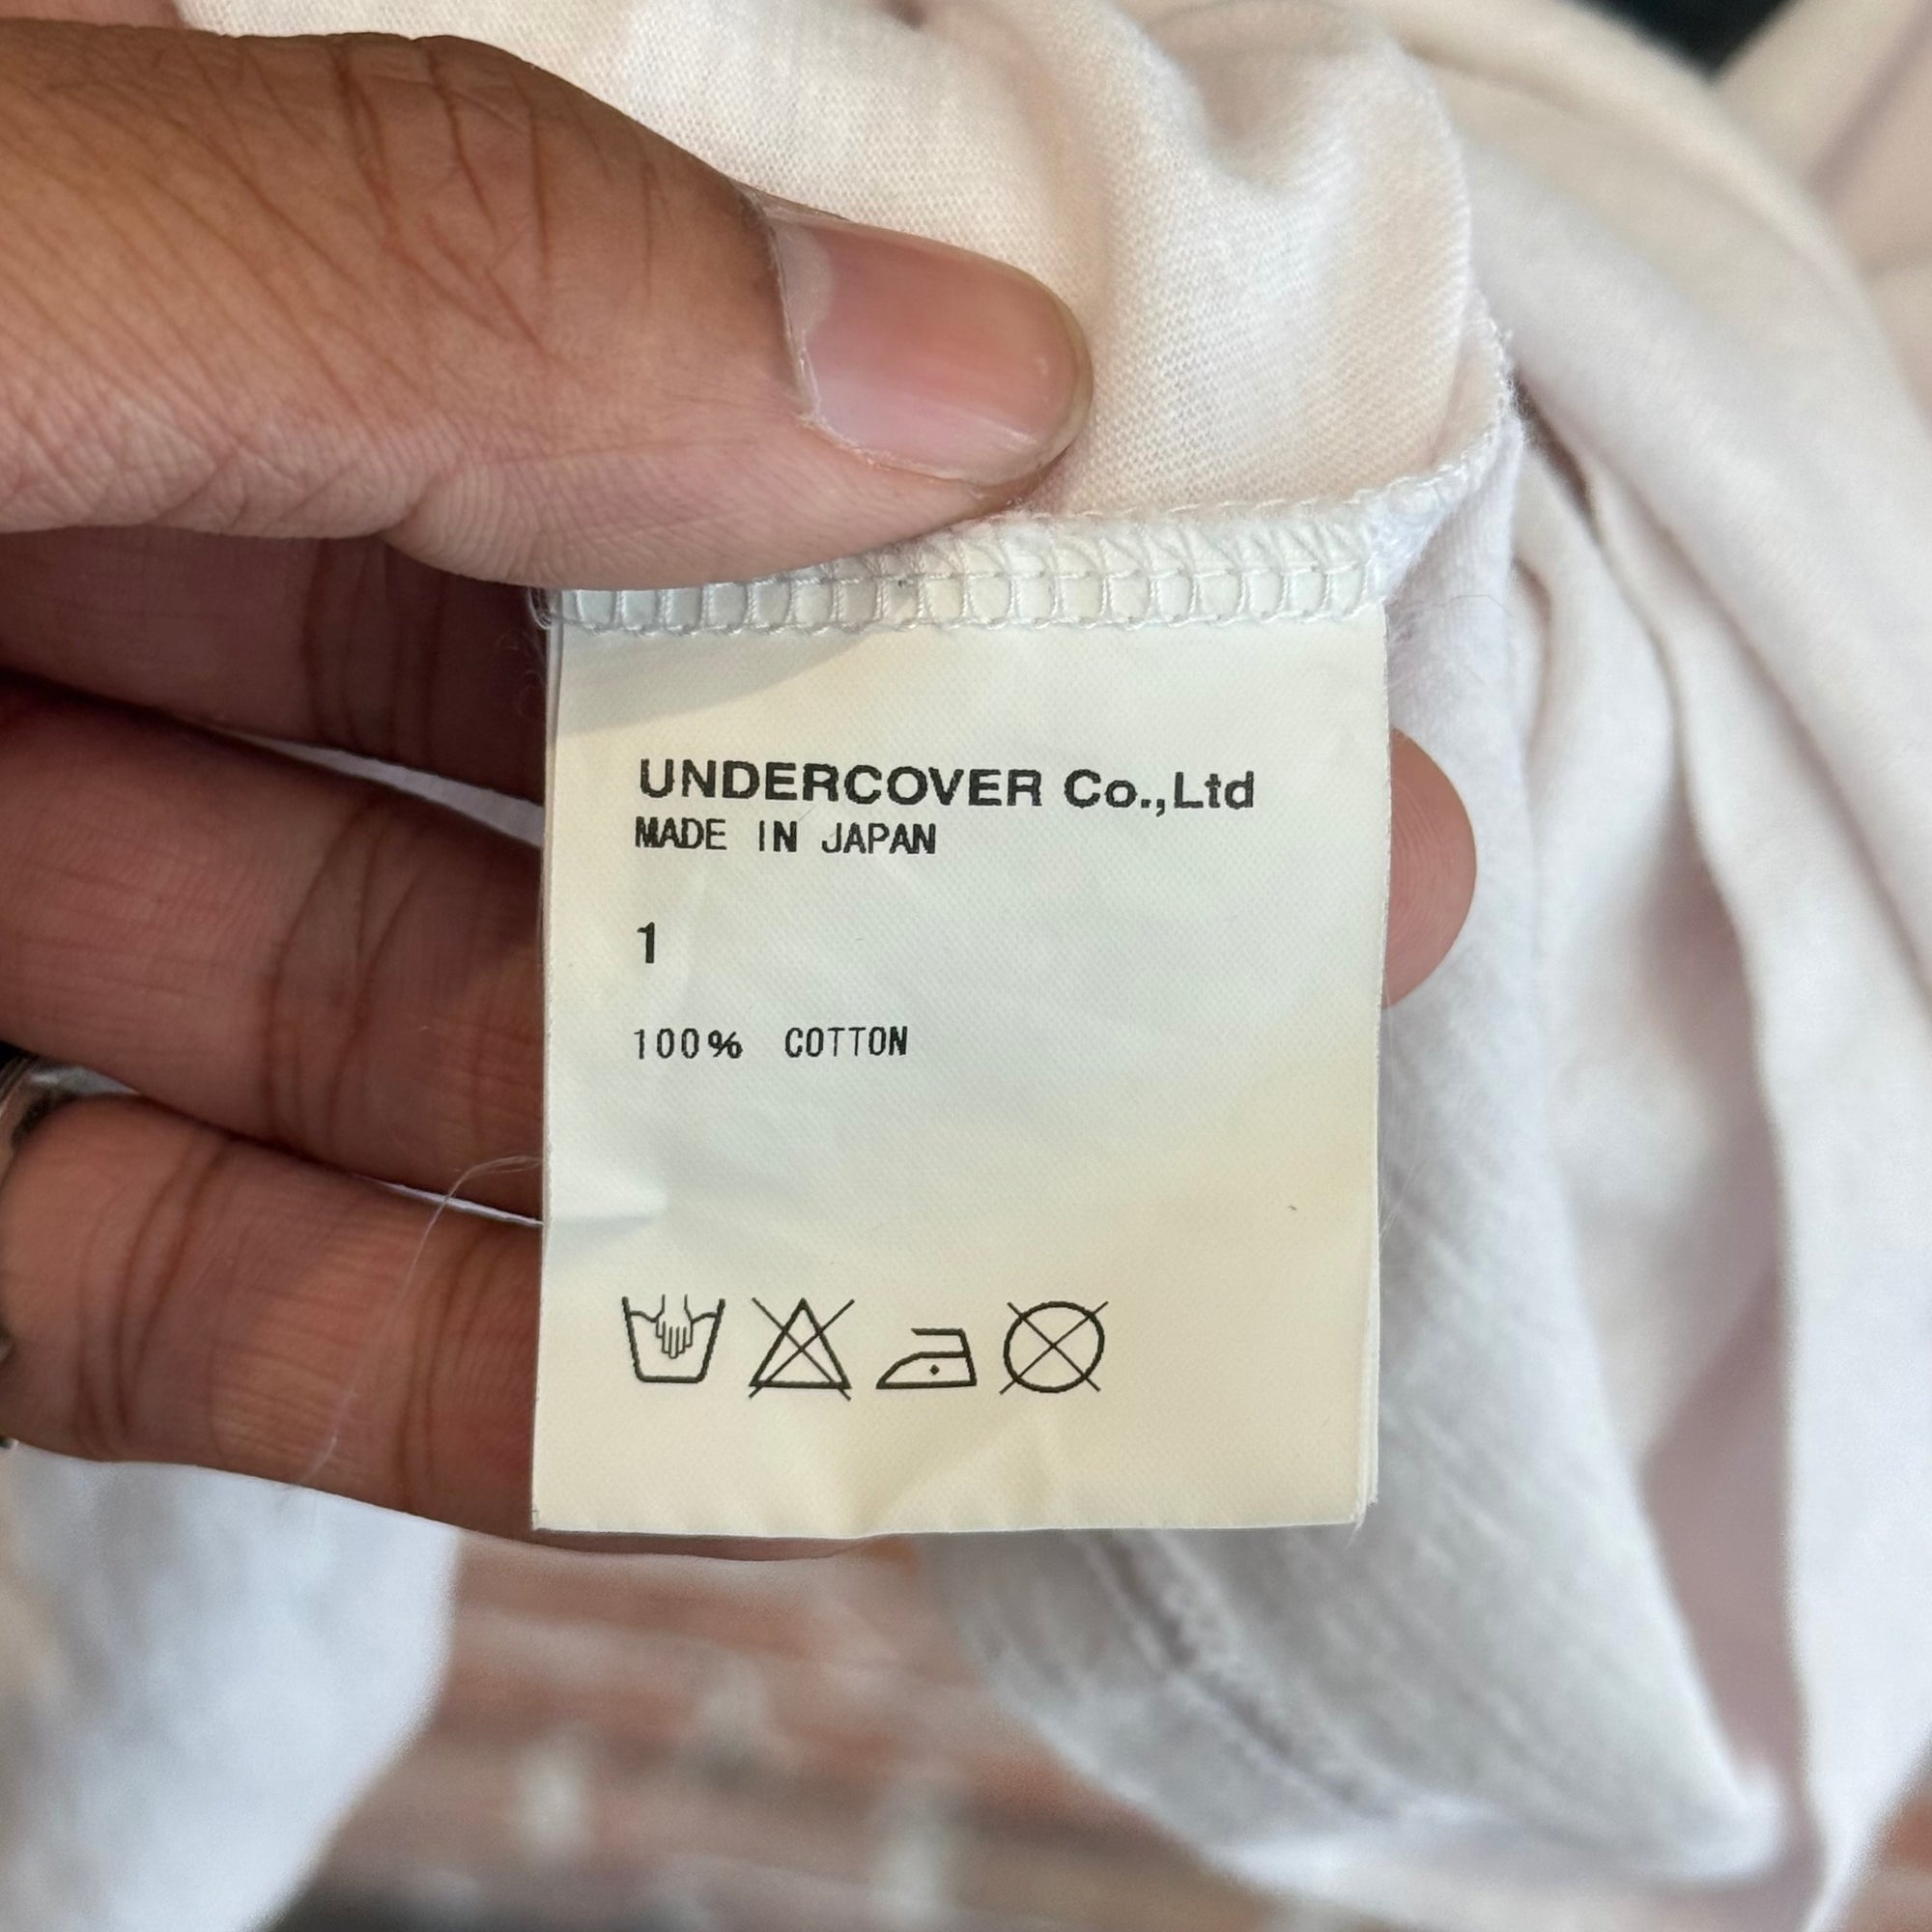 UNDERCOVER Co.,Ltd
MADE IN JAPAN
1
100% COTTON